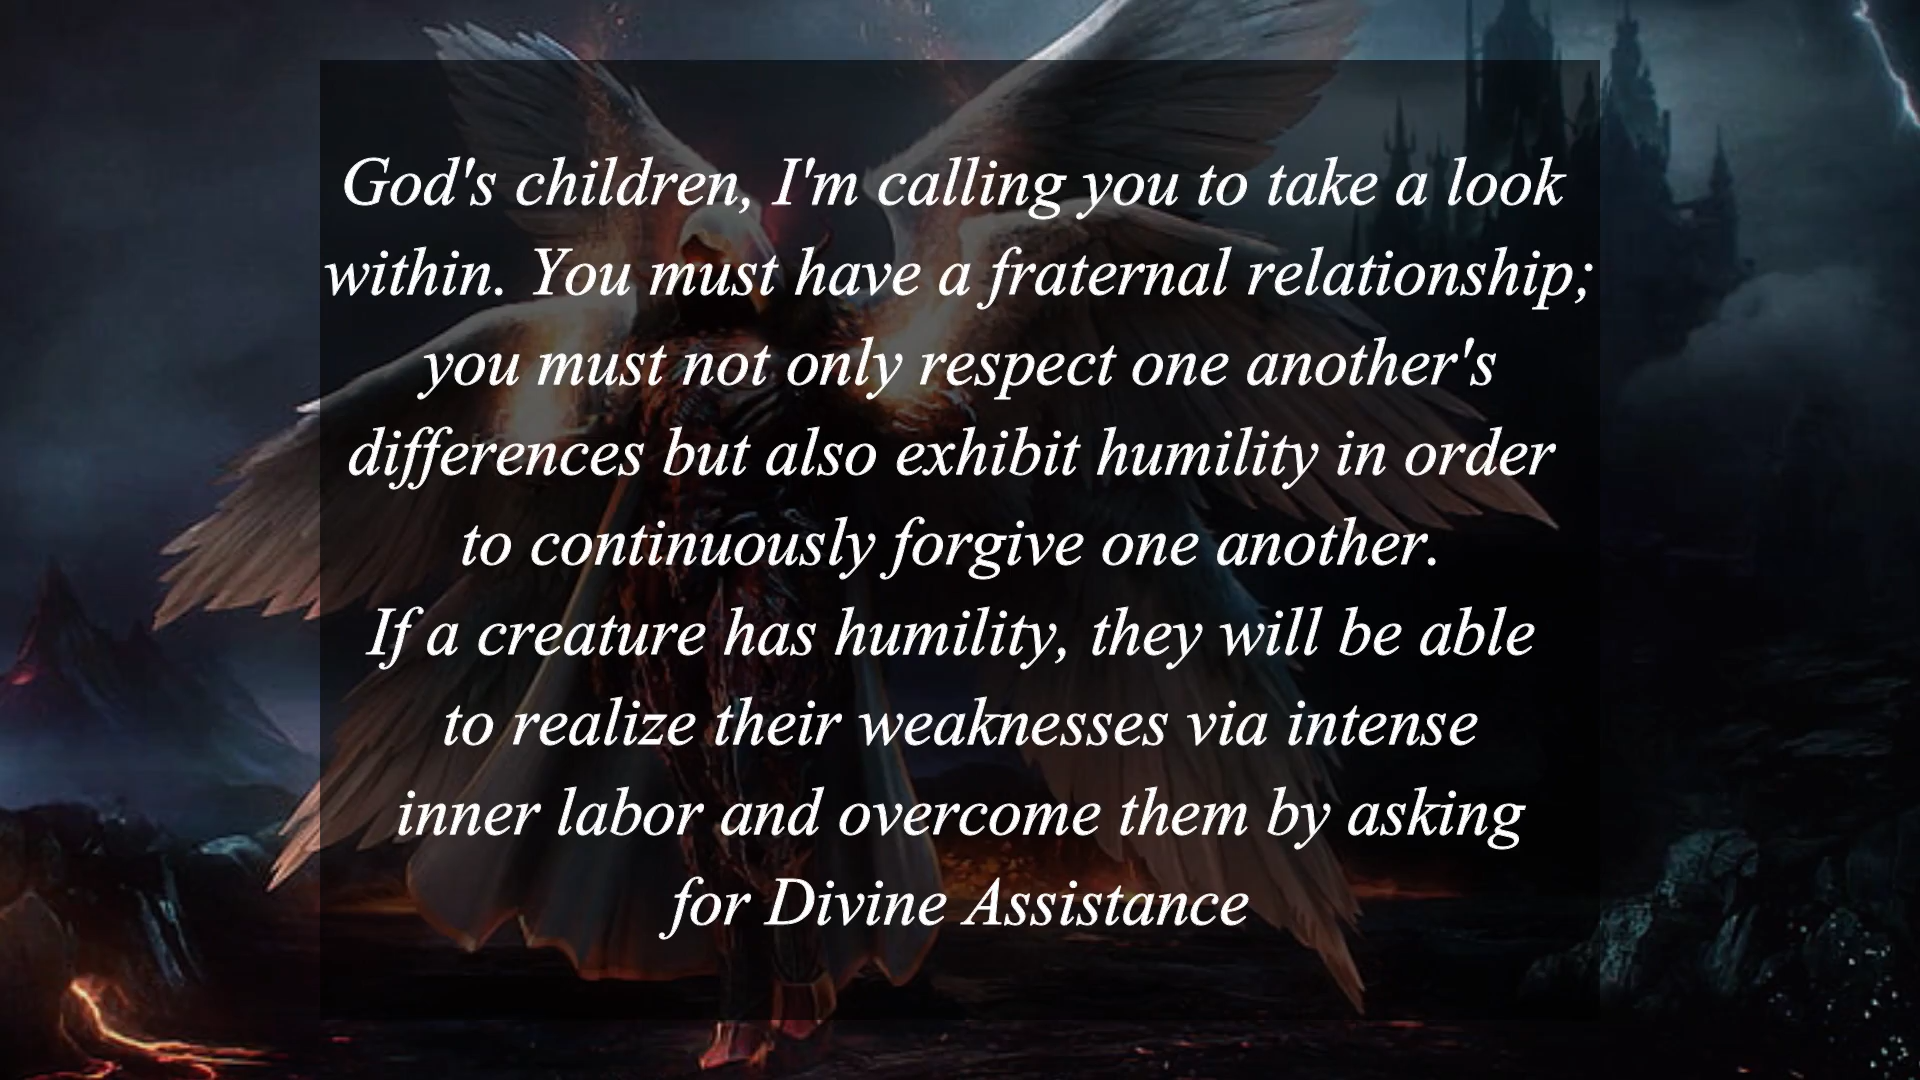 God's children, I'm calling you to take a look
within. You must have a fraternal relationship;
you must not only respect one another's
differences but also exhibit humility in order
to continuously forgive one another.
If a creature has humility, they will be able
to realize their weaknesses via intense
inner labor and overcome them by asking
for Divine Assistance